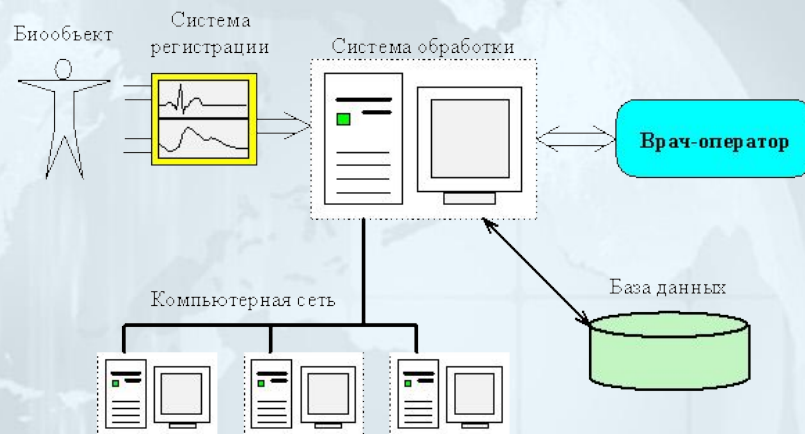 Биообъект
Система
регистрации
Система обработки
Врач-оператор
База данных
Компьютерная сеть